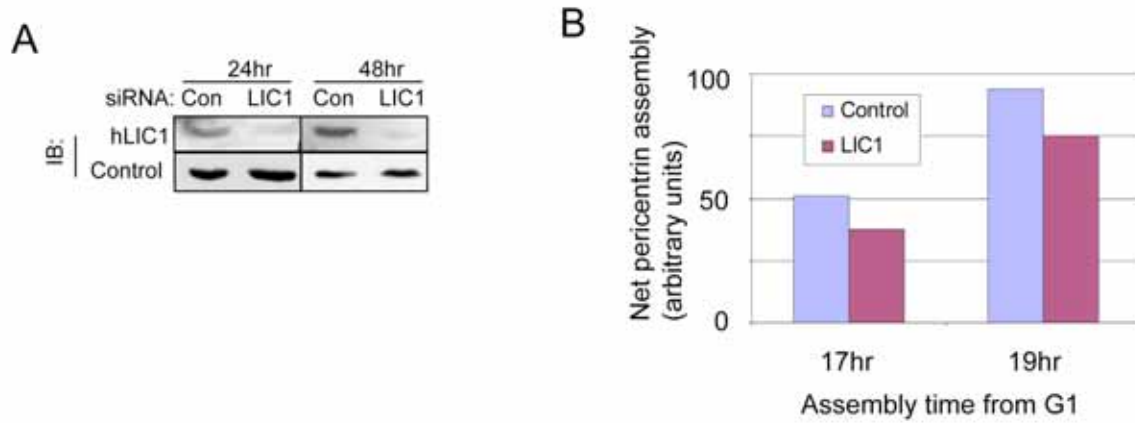 A
24hr 48hr
siRNA: Con LIC1 Con LIC1
IB:
hLIC1
Control
B
Net pericentrin assembly
(arbitrary units)
100
50
0
Control
LIC1
17hr 19hr
Assembly time from G1